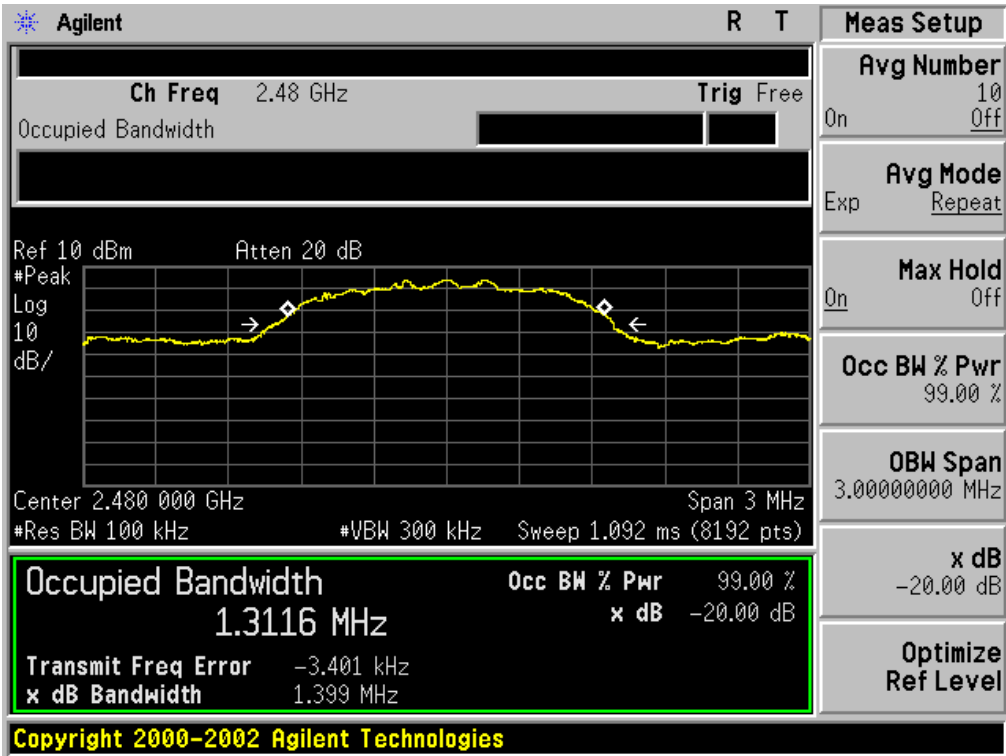 Agilent R T
Ch Freq 2.48 GHz Trig Free
Occupied Bandwidth
Ref 10 dBm Atten 20 dB
#Peak
Log
10
dB/
Center 2.480 000 GHz Span 3 MHz
#Res BW 100 kHz #VBW 300 kHz Sweep 1.092 ms (8192 pts)
Occupied Bandwidth Occ BW % Pwr 99.00 %
1.3116 MHz x dB -20.00 dB
Transmit Freq Error -3.401 kHz
x dB Bandwidth 1.399 MHz
Copyright 2000-2002 Agilent Technologies
Meas Setup
Avg Number
10
On Off
Avg Mode
Exp Repeat
Max Hold
On Off
Occ BW % Pwr
99.00 %
OBW Span
3.00000000 MHz
x dB
-20.00 dB
Optimize
Ref Level